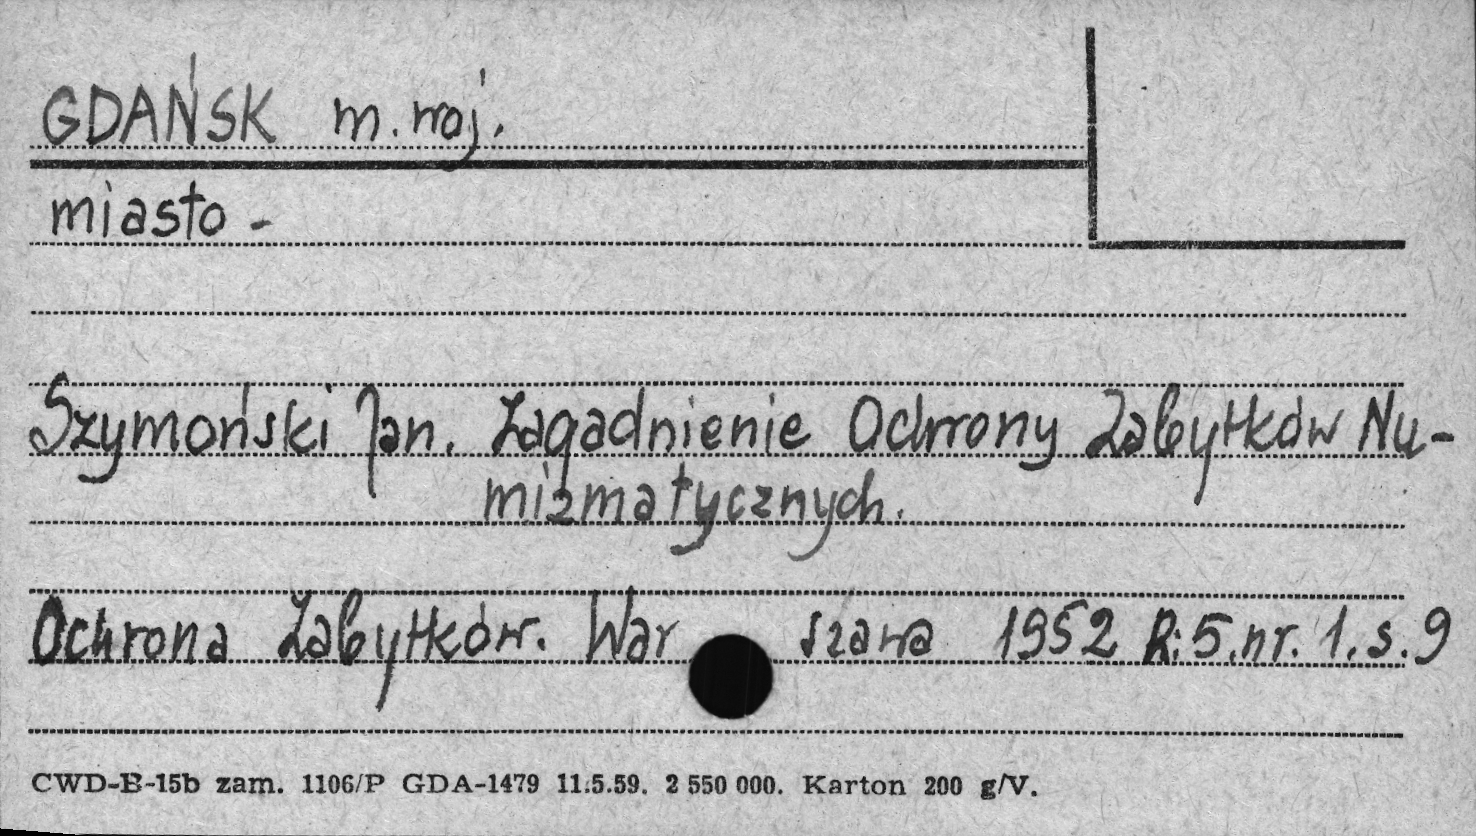 GDAŃSK m. woj.
miasto -
Szymoński Jan. Zagadnienie Ochrony Zabytków Nu-
mizmatycznych.
Ochrona Zabytków. War szawa 1952 R: 5. nr. 1. s. 9
CWD-B-15b zam. 1106/P GDA-1479 11.5.59. 2 550 000. Karton 200 g/V.